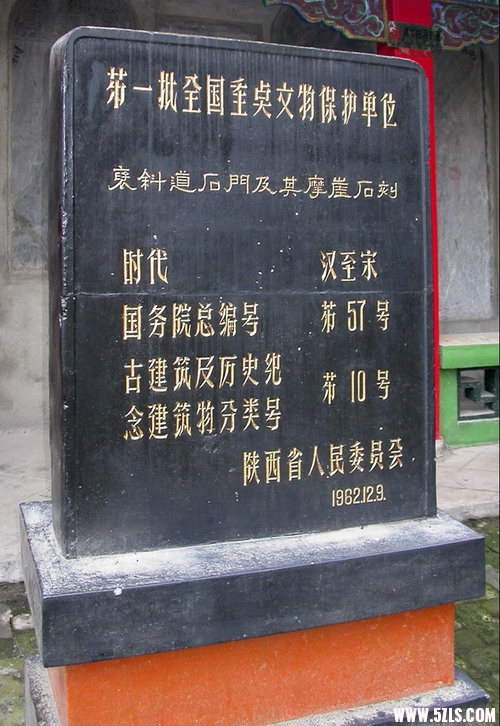 第一批全国重点文物保护单位
褒斜道石門及其摩崖石刻
时代 汉至宋
国务院总编号 第57号
古建筑及历史纪
念建筑物分类号 第10号
陕西省人民委员会
1962.12.9.
WWW.5ZLS.COM